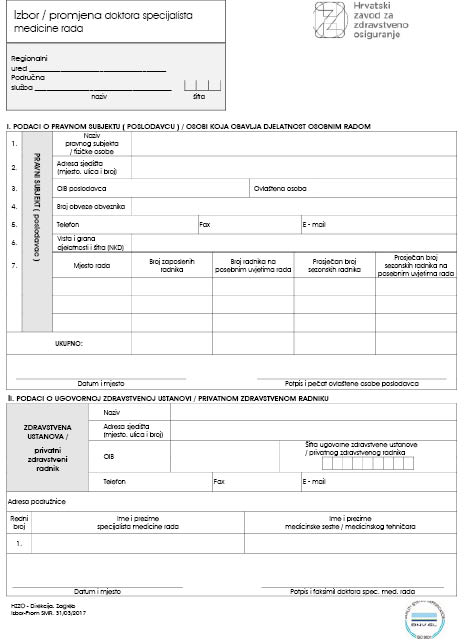 Izbor / promjena doktora specijalista
medicine rada
Hrvatski
zavod za
zdravstveno
osiguranje
Regionalni
ured
Područna
služba
naziv
šifra
I. PODACI O PRAVNOM SUBJEKTU ( POSLODAVCU ) / OSOBI KOJA OBAVLJA DJELATNOST OSOBNIM RADOM
PRAVNI SUBJEKT ( poslodavac )
1.
Naziv
pravnog subjekta
/ fizičke osobe
2.
Adresa sjedišta
(mjesto, ulica i broj)
3.
OIB poslodavca
Ovlaštena osoba
4.
Broj obveze obveznika
5.
Telefon
Fax
E - mail
6.
Vrsta i grana
djelatnosti i šifra (NKD)
7.
Mjesto rada
Broj zaposlenih
radnika
Broj radnika na
posebnim uvjetima rada
Prosječan broj
sezonskih radnika
Prosječan broj
sezonskih radnika na
posebnim uvjetima rada
UKUPNO:
Datum i mjesto
Potpis i pečat ovlaštene osobe poslodavca
II. PODACI O UGOVORNOJ ZDRAVSTVENOJ USTANOVI / PRIVATNOM ZDRAVSTVENOM RADNIKU
ZDRAVSTVENA
USTANOVA /
privatni
zdravstveni
radnik
Naziv
Adresa sjedišta
(mjesto, ulica i broj)
OIB
Šifra ugovorne zdravstvene ustanove
/ privatnog zdravstvenog radnika
Telefon
Fax
E - mail
Adresa područnice
Redni
broj
Ime i prezime
specijalista medicine rada
Ime i prezime
medicinske sestre / medicinskog tehničara
1.
Datum i mjesto
Potpis i faksimil doktora spec. med. rada
HZZO - Direkcija, Zagreb
Izbor-Prom SMR, 31/03/2017